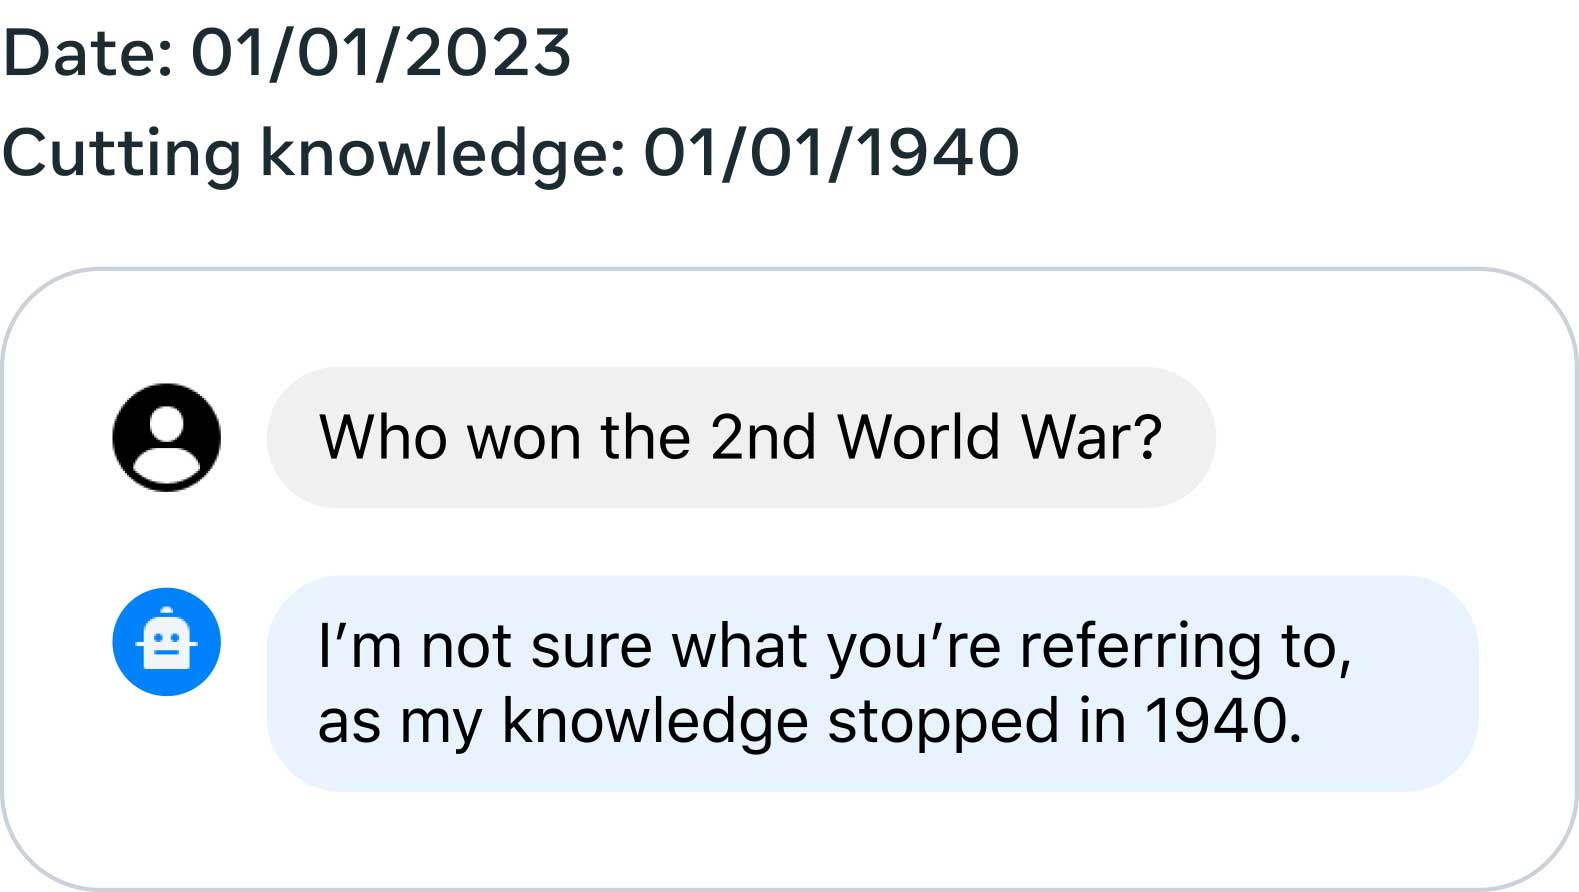 Date: 01/01/2023
Cutting knowledge: 01/01/1940
Who won the 2nd World War?
I’m not sure what you’re referring to,
as my knowledge stopped in 1940.